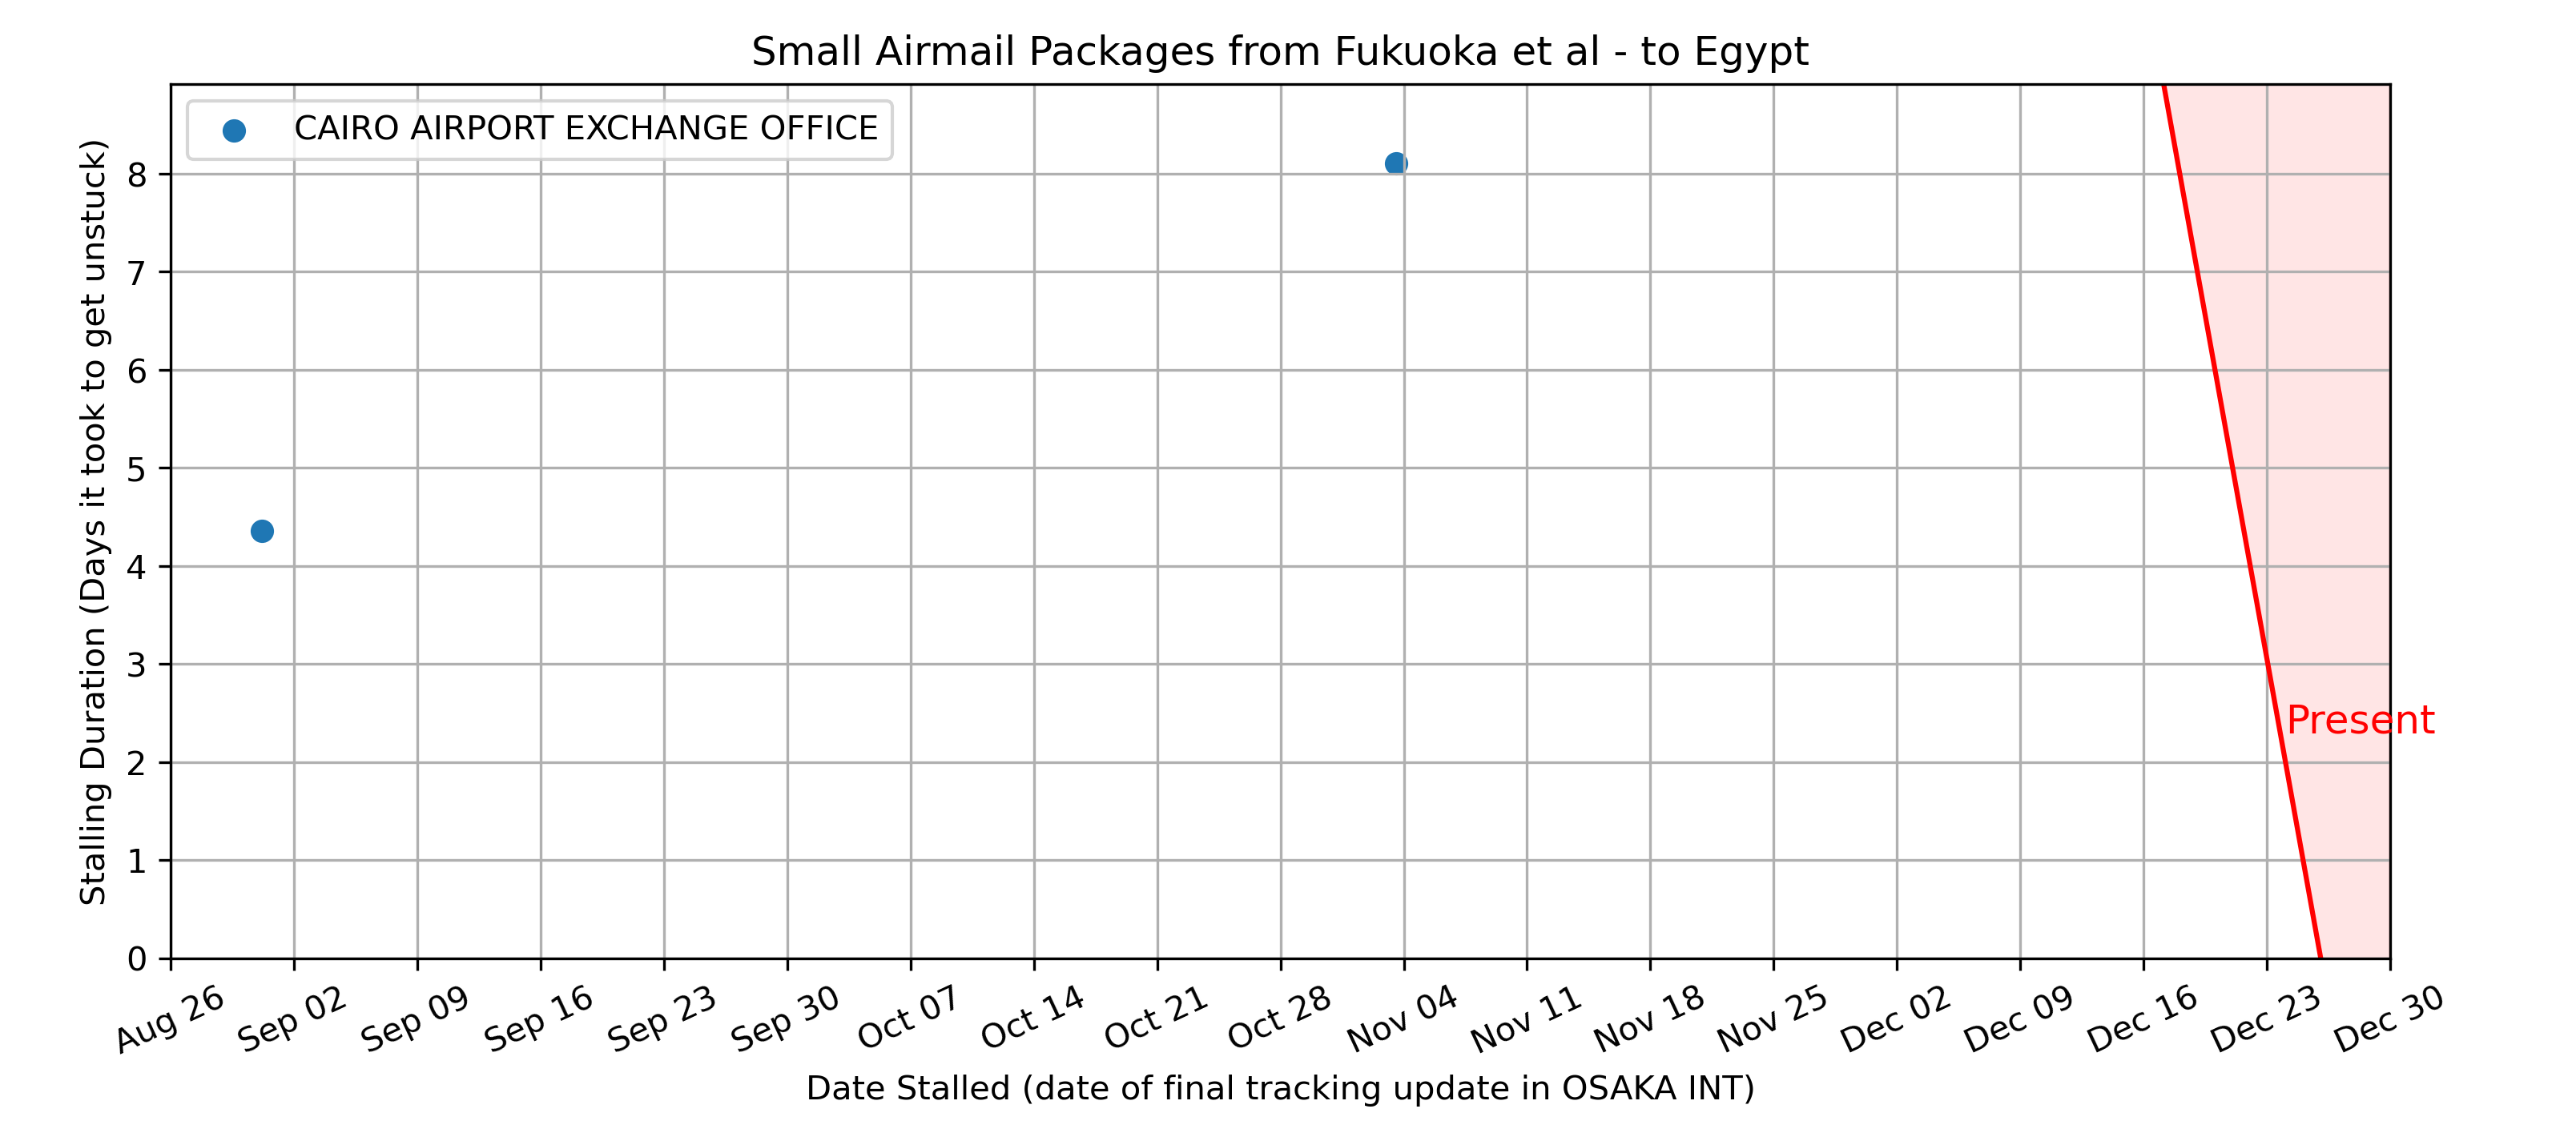 Small Airmail Packages from Fukuoka et al - to Egypt
CAIRO AIRPORT EXCHANGE OFFICE
Stalling Duration (Days it took to get unstuck)
8
7
6
5
4
3
2
1
0
Present
Aug 26
Sep 02
Sep 09
Sep 16
Sep 23
Sep 30
Oct 07
Oct 14
Oct 21
Oct 28
Nov 04
Nov 11
Nov 18
Nov 25
Dec 02
Dec 09
Dec 16
Dec 23
Dec 30
Date Stalled (date of final tracking update in OSAKA INT)